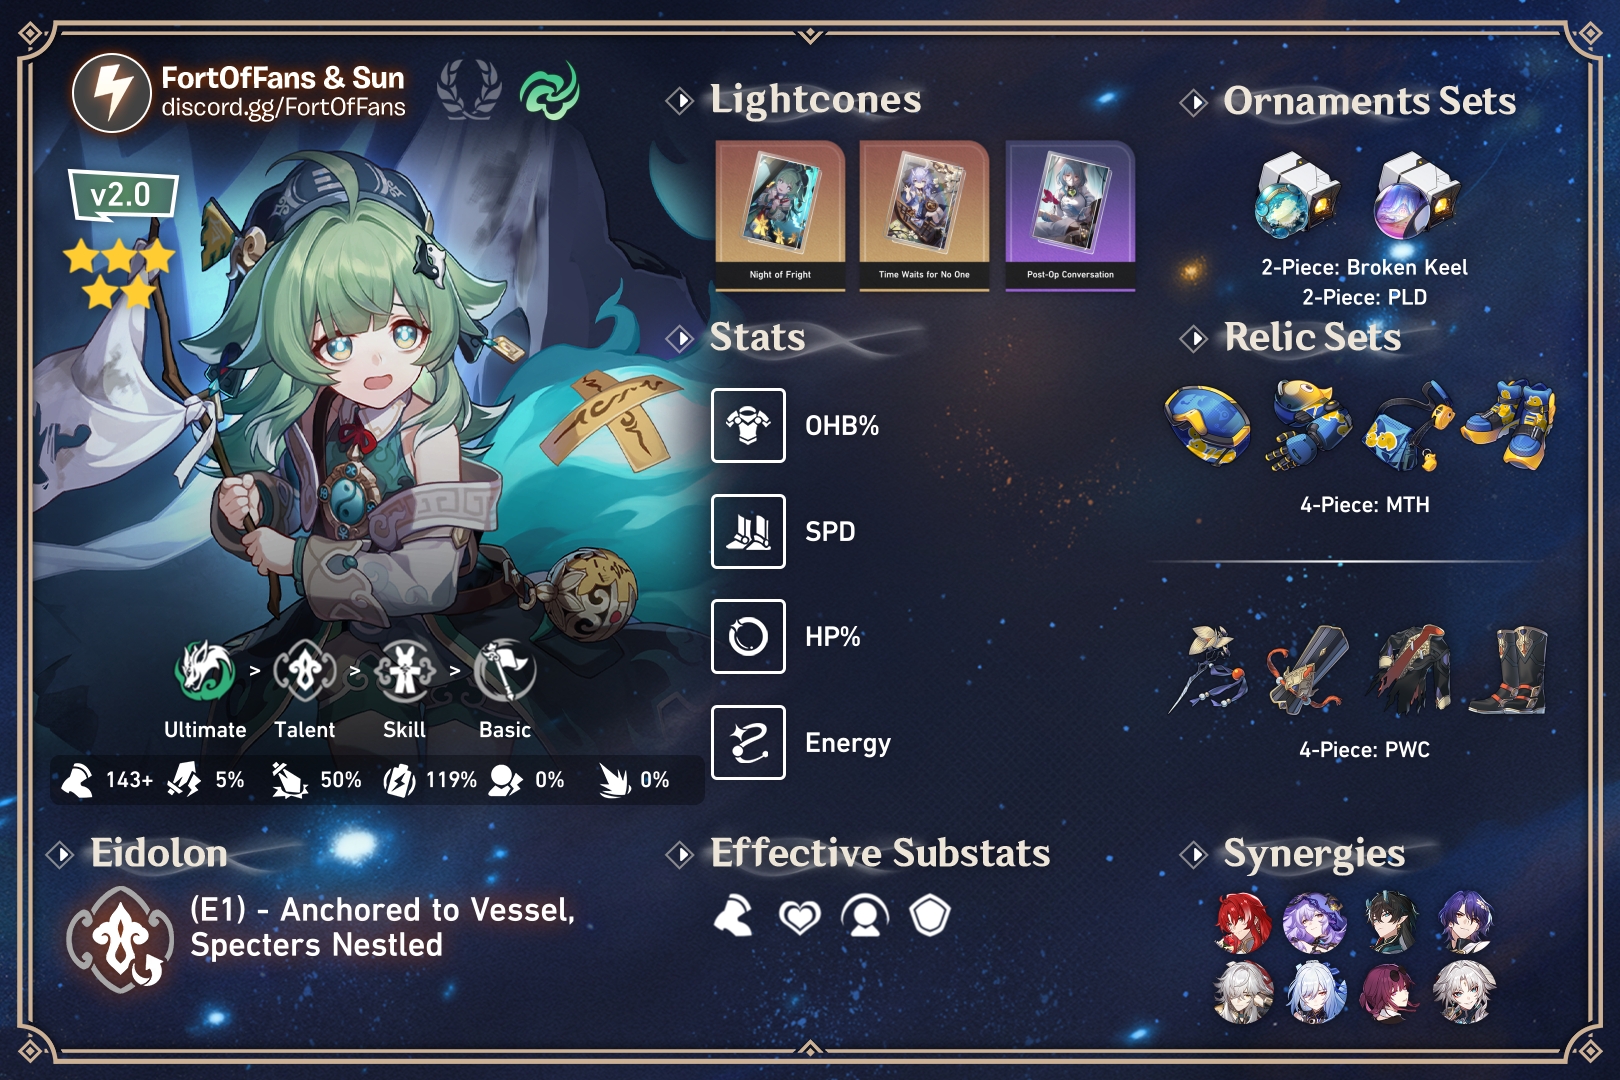 FortOfFans & Sun
discord.gg/FortOfFans
v2.0
Ultimate > Talent > Skill > Basic
143+ 5% 50% 119% 0% 0%
Eidolon
(E1) - Anchored to Vessel,
Specters Nestled
Lightcones
Night of Fright
Time Waits for No One
Post-Op Conversation
Stats
OHB%
SPD
HP%
Energy
Effective Substats
Ornaments Sets
2-Piece: Broken Keel
2-Piece: PLD
Relic Sets
4-Piece: MTH
4-Piece: PWC
Synergies